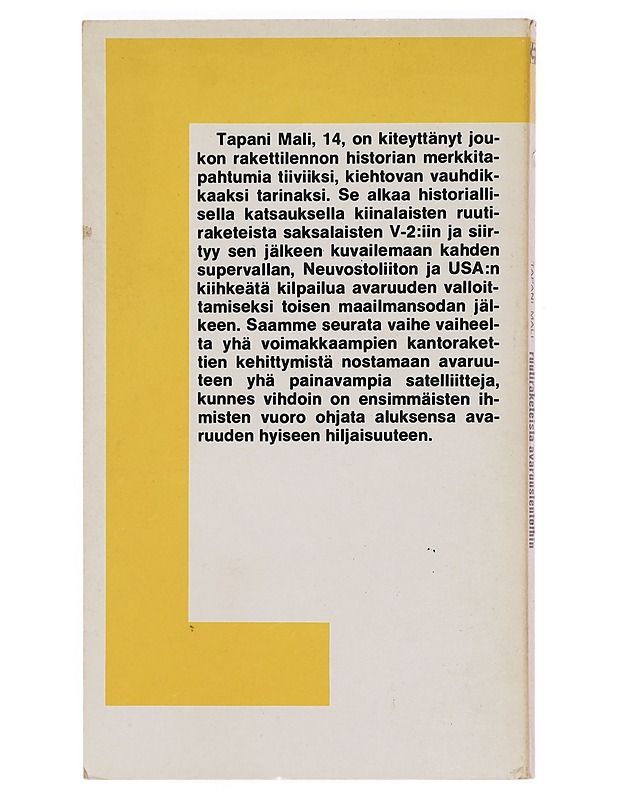 Tapani Mali, 14, on kiteyttänyt jou-
kon rakettilennon historian merkkita-
pahtumia tiiviiksi, kiehtovan vauhdik-
kaaksi tarinaksi. Se alkaa historialli-
sella katsauksella kiinalaisten ruuti-
raketeista saksalaisten V-2:iin ja siir-
tyy sen jälkeen kuvailemaan kahden
supervallan, Neuvostoliiton ja USA:n
kiihkeätä kilpailua avaruuden valloit-
tamiseksi toisen maailmansodan jäl-
keen. Saamme seurata vaihe vaiheel-
ta yhä voimakkaampien kantoraket-
tien kehittymistä nostamaan avaruu-
teen yhä painavampia satelliitteja,
kunnes vihdoin on ensimmäisten ih-
misten vuoro ohjata aluksensa ava-
ruuden hyiseen hiljaisuuteen.
TAPANI MALI ruutiraketeista avaruuslentoihin